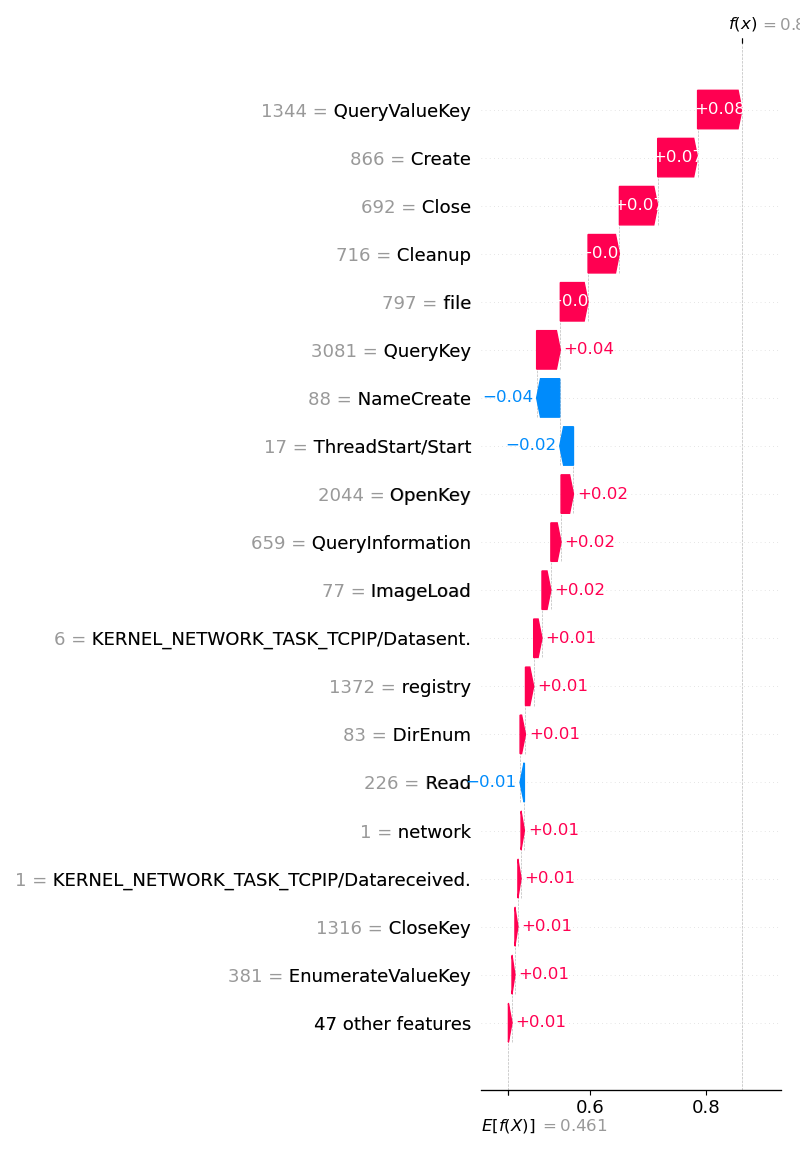 f(x) = 0.8
1344 = QueryValueKey +0.08
866 = Create +0.07
692 = Close +0.07
716 = Cleanup
797 = file
3081 = QueryKey +0.04
88 = NameCreate −0.04
17 = ThreadStart/Start −0.02
2044 = OpenKey +0.02
659 = QueryInformation +0.02
77 = ImageLoad +0.02
6 = KERNEL_NETWORK_TASK_TCPIP/Datasent. +0.01
1372 = registry +0.01
83 = DirEnum +0.01
226 = Read −0.01
1 = network +0.01
1 = KERNEL_NETWORK_TASK_TCPIP/Datareceived. +0.01
1316 = CloseKey +0.01
381 = EnumerateValueKey +0.01
47 other features +0.01
0.6 0.8
E[f(X)] = 0.461